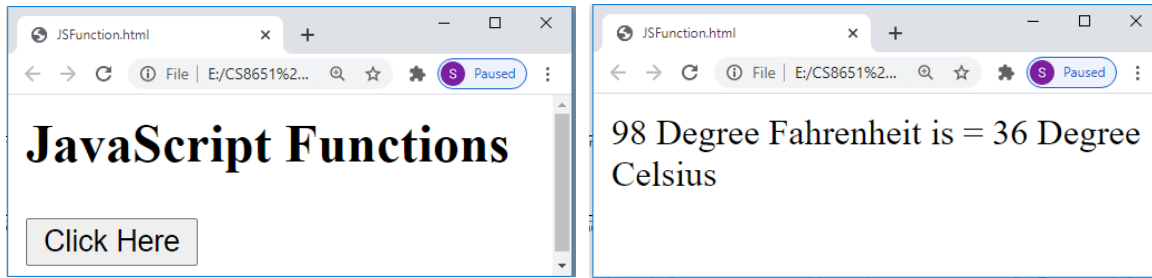 JSFunction.html
File | E:/CS8651%2...
S Paused
JavaScript Functions
Click Here
JSFunction.html
File | E:/CS8651%2...
S Paused
98 Degree Fahrenheit is = 36 Degree
Celsius